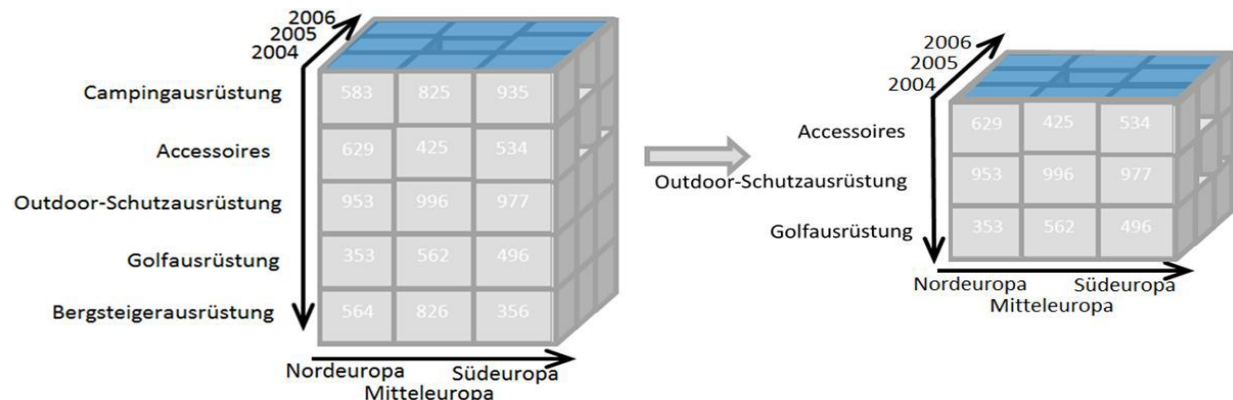 2006
2005
2004
Campingausrüstung
583 825 935
Accessoires
629 425 534
Outdoor-Schutzausrüstung
953 996 977
Golfausrüstung
353 562 496
Bergsteigerausrüstung
564 826 356
Nordeuropa Südeuropa
Mitteleuropa
2006
2005
2004
Accessoires
629 425 534
Outdoor-Schutzausrüstung
953 996 977
Golfausrüstung
353 562 496
Nordeuropa Südeuropa
Mitteleuropa